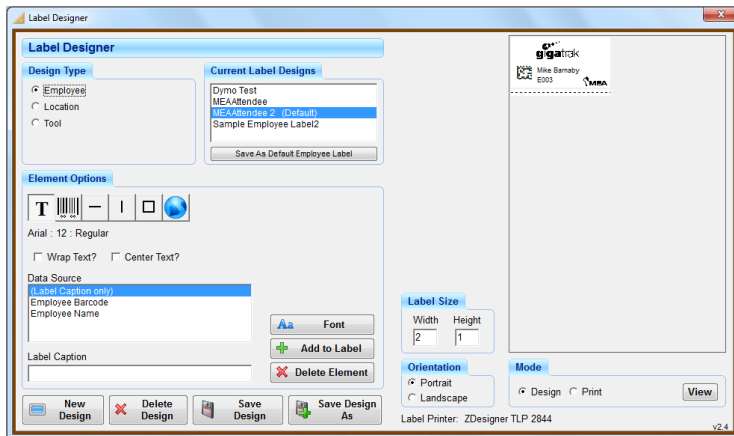 Label Designer
x
Label Designer
Design Type
Employee
Location
Tool
Current Label Designs
Dymo Test
MEAAttendee
MEAAttendee 2 (Default)
Sample Employee Label2
Save As Default Employee Label
Element Options
T
Arial : 12 : Regular
Wrap Text?
Center Text?
Data Source
(Label Caption only)
Employee Barcode
Employee Name
Label Caption
Aa Font
Add to Label
Delete Element
New Design
Delete Design
Save Design
Save Design As
gigatrak
Mike Barnaby
E003
MEA
Label Size
Width Height
2 1
Orientation
Portrait
Landscape
Mode
Design Print
View
Label Printer: ZDesigner TLP 2844
v2.4